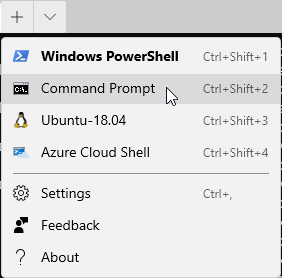 Windows PowerShell Ctrl+Shift+1
Command Prompt Ctrl+Shift+2
Ubuntu-18.04 Ctrl+Shift+3
Azure Cloud Shell Ctrl+Shift+4
Settings Ctrl+,
Feedback
About